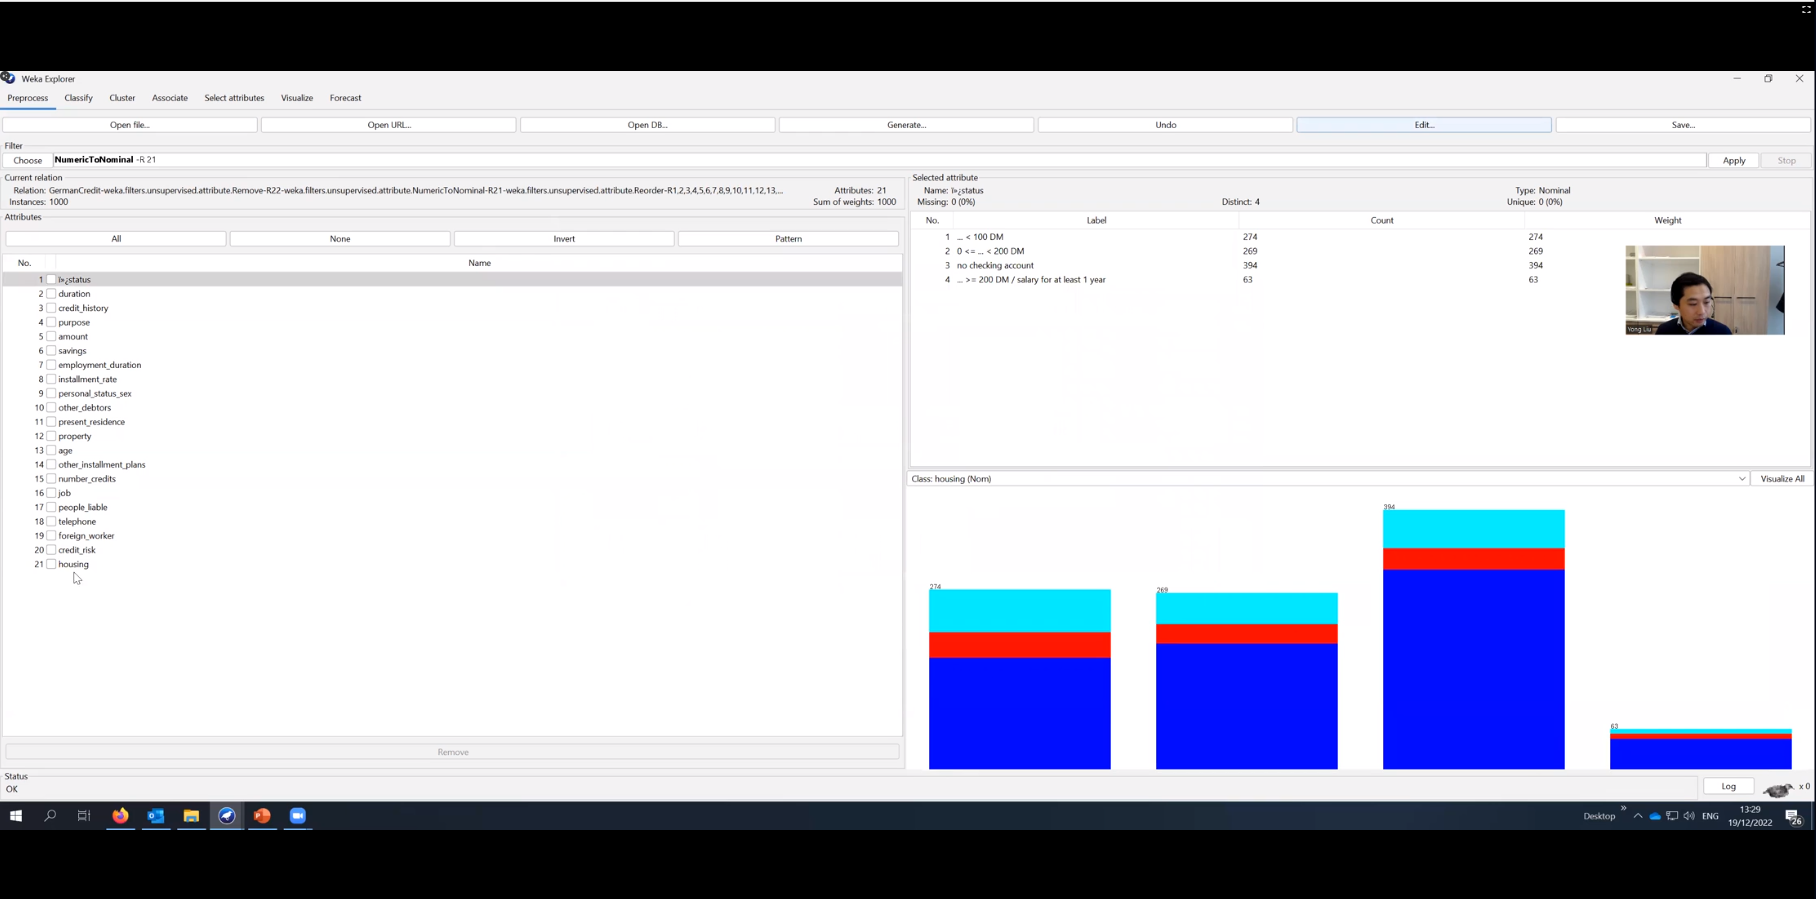 Weka Explorer
Preprocess Classify Cluster Associate Select attributes Visualize Forecast
Open file... Open URL... Open DB... Generate... Undo Edit... Save...
Filter
Choose NumericToNominal -R 21 Apply Stop
Current relation
Relation: GermanCredit-weka.filters.unsupervised.attribute.Remove-R22-weka.filters.unsupervised.attribute.NumericToNominal-R21-weka.filters.unsupervised.attribute.Reorder-R1,2,3,4,5,6,7,8,9,10,11,12,13,... Attributes: 21
Instances: 1000 Sum of weights: 1000
Attributes
All None Invert Pattern
No. Name
1 ï»¿status
2 duration
3 credit_history
4 purpose
5 amount
6 savings
7 employment_duration
8 installment_rate
9 personal_status_sex
10 other_debtors
11 present_residence
12 property
13 age
14 other_installment_plans
15 number_credits
16 job
17 people_liable
18 telephone
19 foreign_worker
20 credit_risk
21 housing
Remove
Selected attribute
Name: ï»¿status Type: Nominal
Missing: 0 (0%) Distinct: 4 Unique: 0 (0%)
No. Label Count Weight
1 ... < 100 DM 274 274
2 0 <= ... < 200 DM 269 269
3 no checking account 394 394
4 ... >= 200 DM / salary for at least 1 year 63 63
Yong Liu
Class: housing (Nom) Visualize All
274
269
394
63
Status
OK
Log x 0
Desktop ENG 13:29
19/12/2022
26